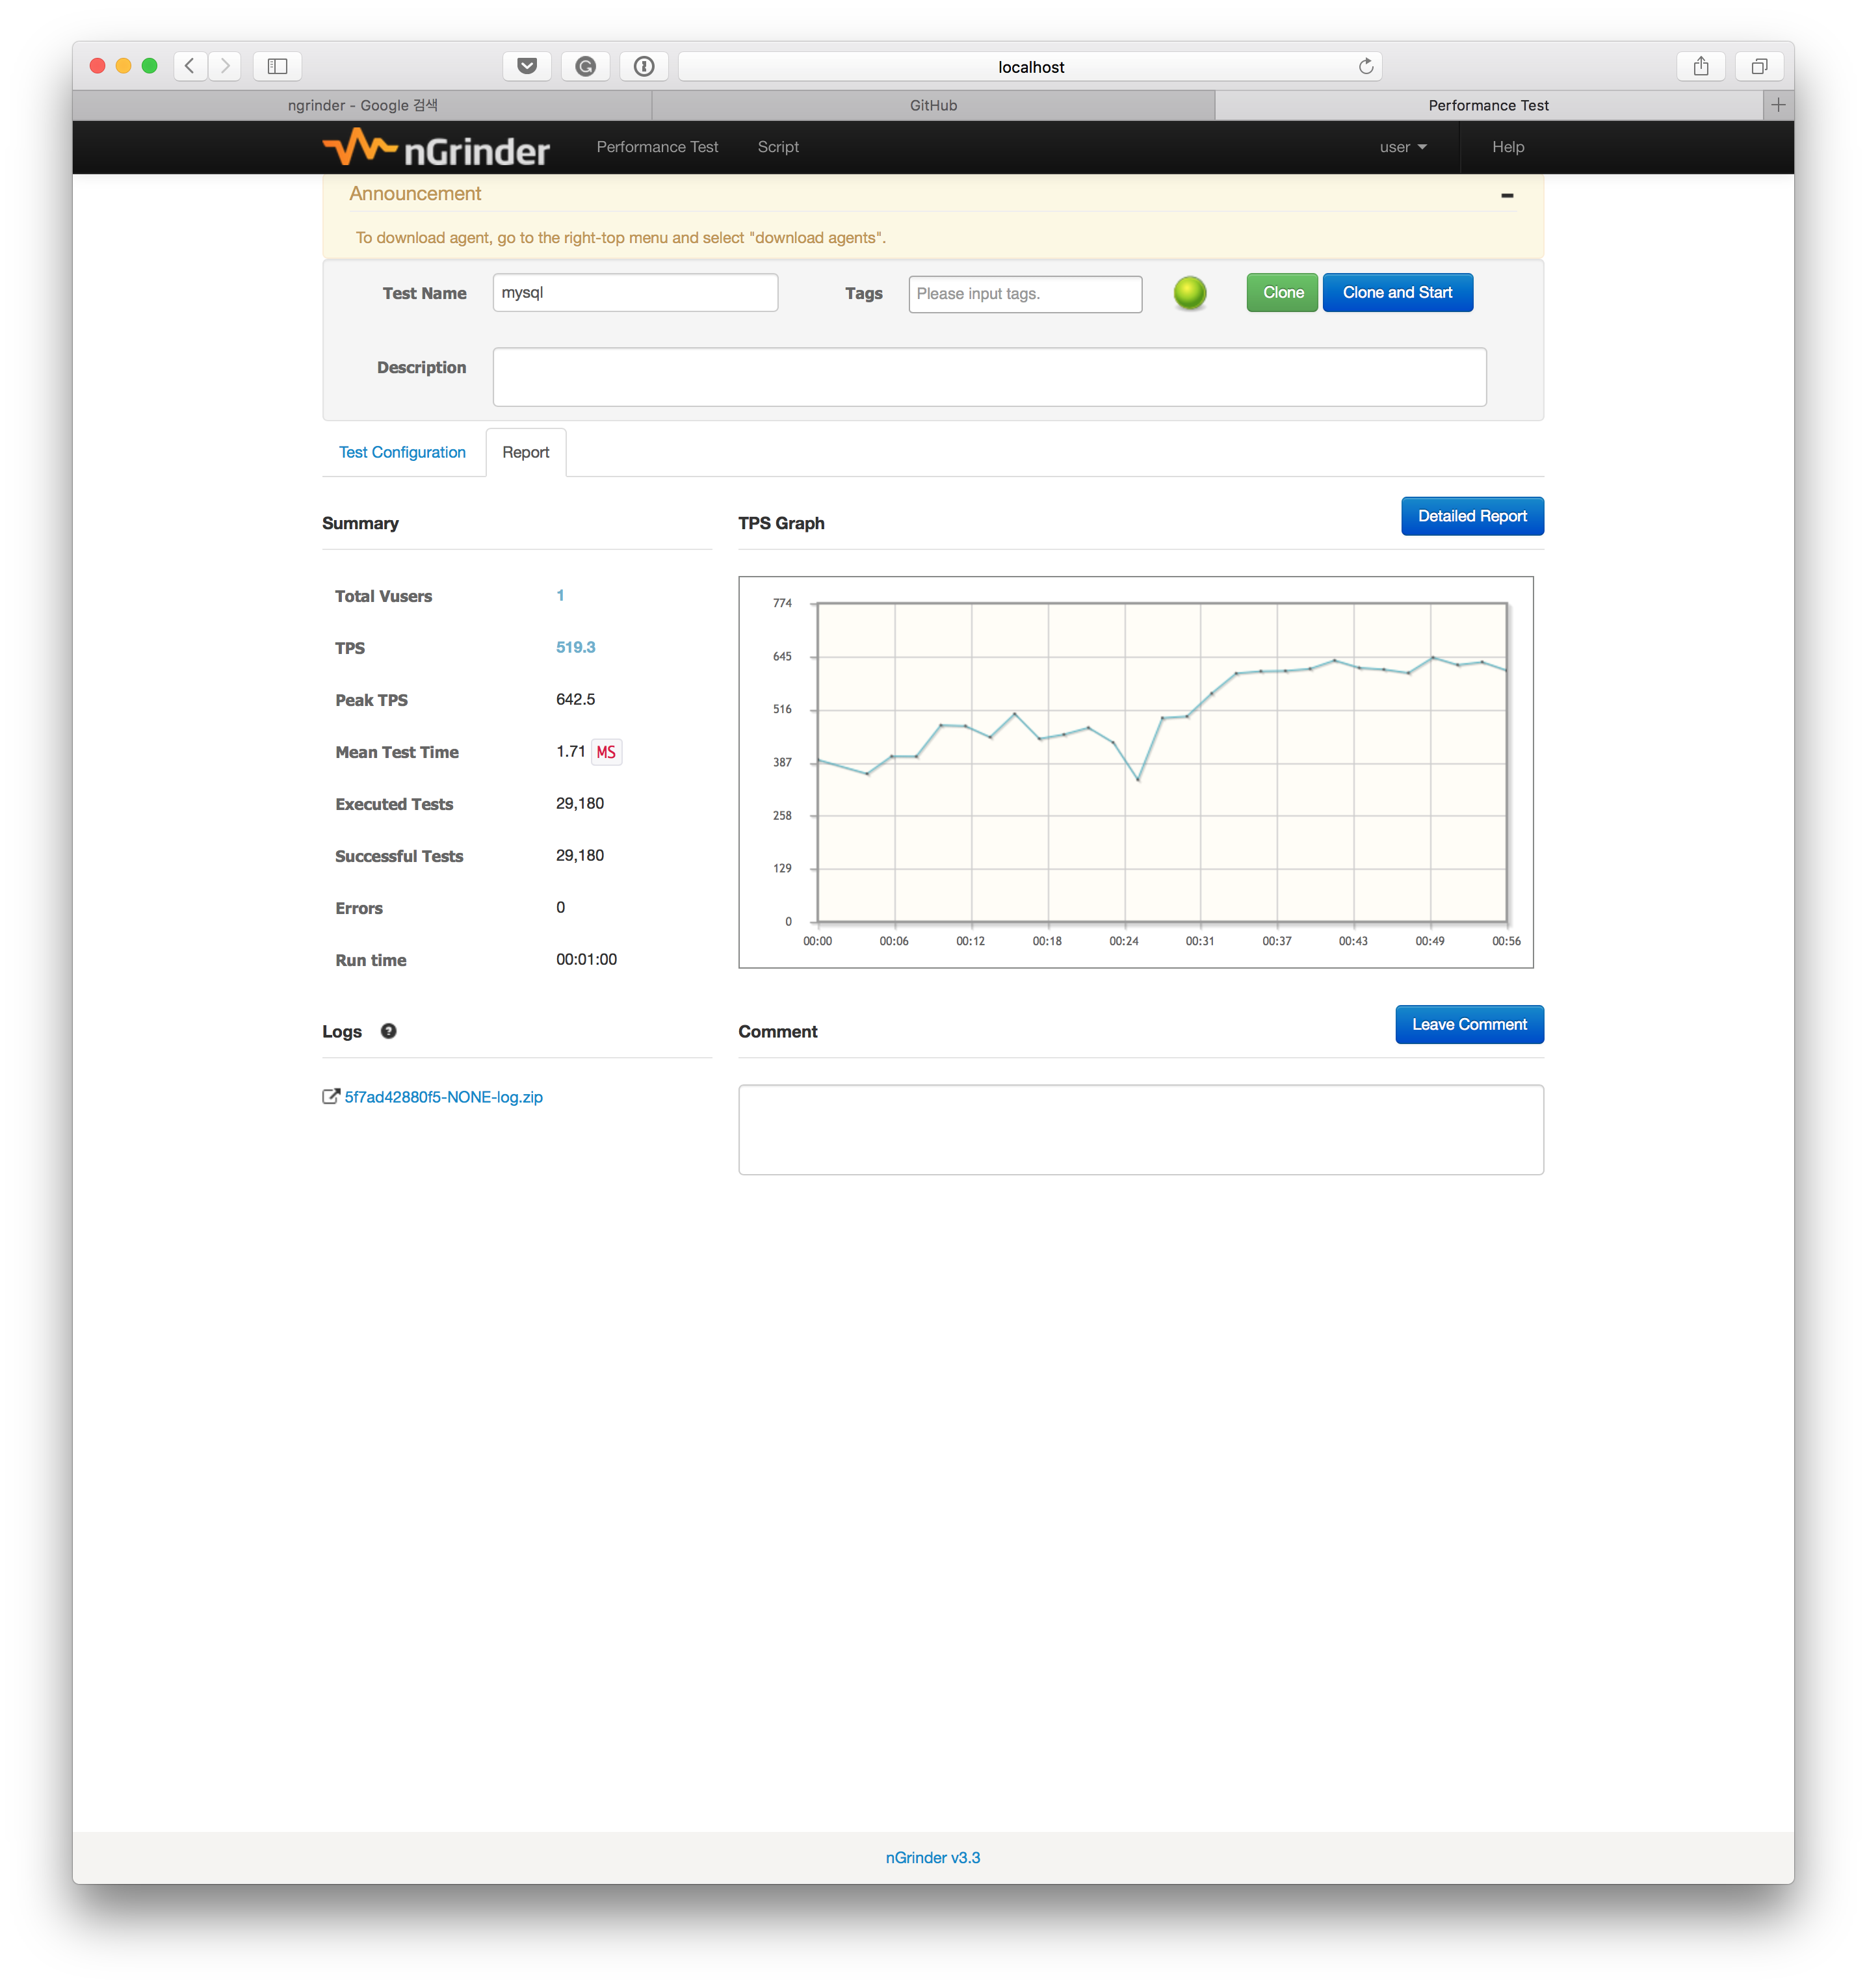 localhost
ngrinder - Google 검색
GitHub
Performance Test
nGrinder
Performance Test
Script
user
Help
Announcement
To download agent, go to the right-top menu and select "download agents".
Test Name
mysql
Tags
Please input tags.
Clone
Clone and Start
Description
Test Configuration
Report
Summary
Total Vusers 1
TPS 519.3
Peak TPS 642.5
Mean Test Time 1.71 MS
Executed Tests 29,180
Successful Tests 29,180
Errors 0
Run time 00:01:00
TPS Graph
Detailed Report
774
645
516
387
258
129
0
00:00 00:06 00:12 00:18 00:24 00:31 00:37 00:43 00:49 00:56
Logs
5f7ad42880f5-NONE-log.zip
Comment
Leave Comment
nGrinder v3.3